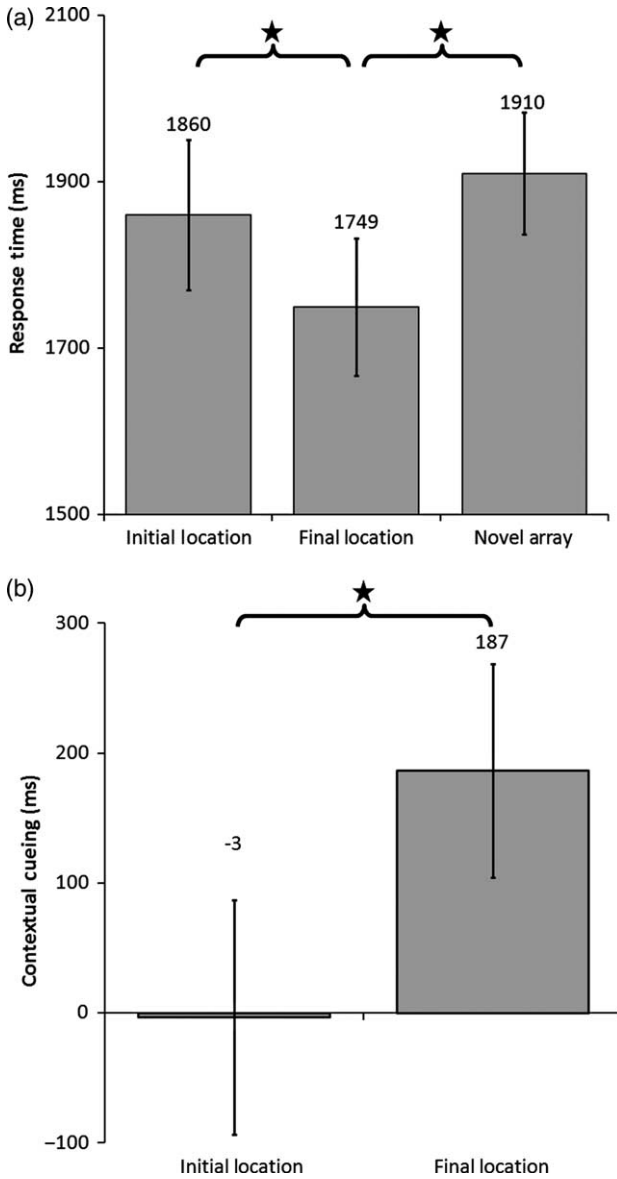 (a)
2100
1900
1700
1500
Response time (ms)
1860
1749
1910
Initial location Final location Novel array
(b)
300
200
100
0
–100
Contextual cueing (ms)
187
-3
Initial location Final location